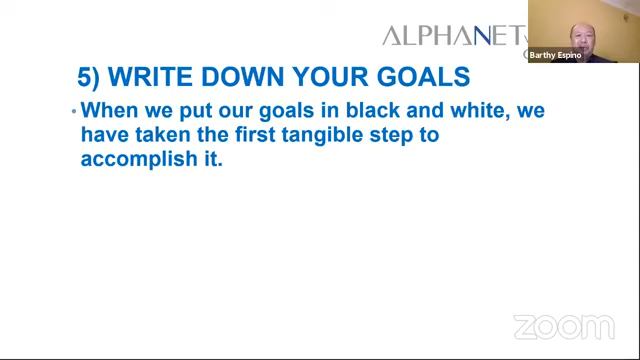 ALPHANET
Barthy Espino
5) WRITE DOWN YOUR GOALS
• When we put our goals in black and white, we
have taken the first tangible step to
accomplish it.
zoom